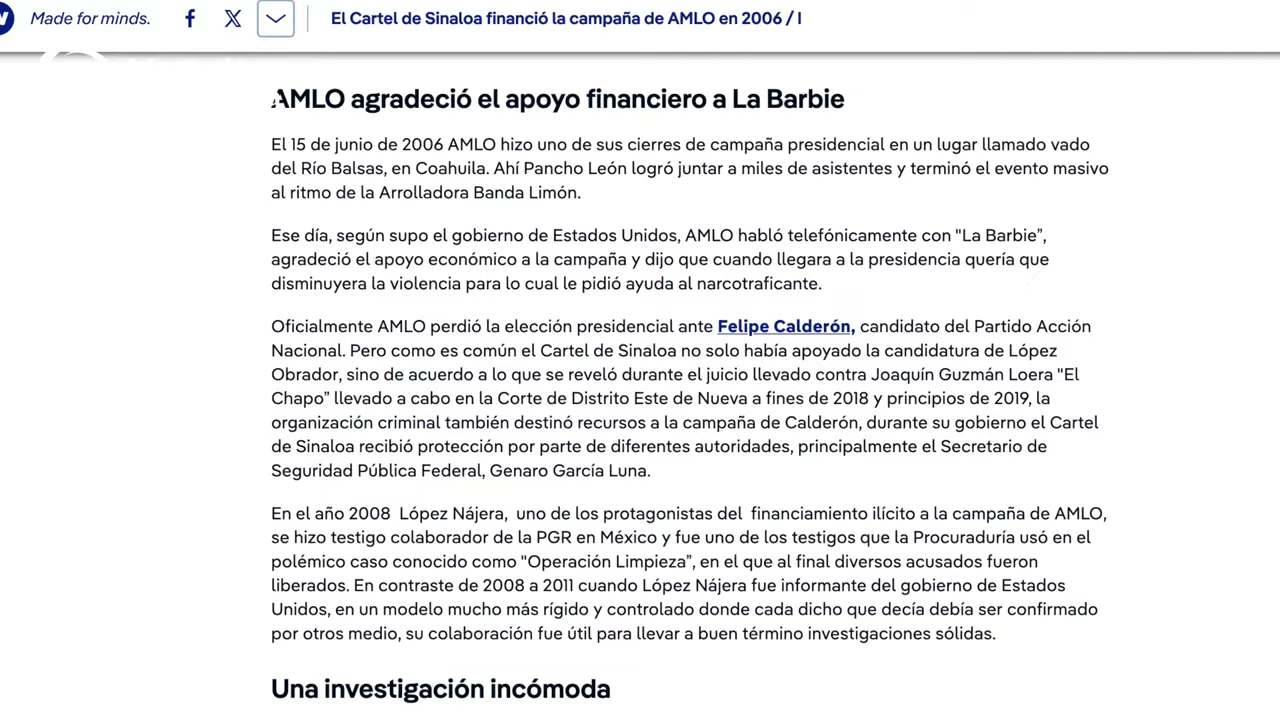 Made for minds.
El Cartel de Sinaloa financió la campaña de AMLO en 2006 / I
AMLO agradeció el apoyo financiero a La Barbie
El 15 de junio de 2006 AMLO hizo uno de sus cierres de campaña presidencial en un lugar llamado vado
del Río Balsas, en Coahuila. Ahí Pancho León logró juntar a miles de asistentes y terminó el evento masivo
al ritmo de la Arrolladora Banda Limón.
Ese día, según supo el gobierno de Estados Unidos, AMLO habló telefónicamente con "La Barbie”,
agradeció el apoyo económico a la campaña y dijo que cuando llegara a la presidencia quería que
disminuyera la violencia para lo cual le pidió ayuda al narcotraficante.
Oficialmente AMLO perdió la elección presidencial ante Felipe Calderón, candidato del Partido Acción
Nacional. Pero como es común el Cartel de Sinaloa no solo había apoyado la candidatura de López
Obrador, sino de acuerdo a lo que se reveló durante el juicio llevado contra Joaquín Guzmán Loera "El
Chapo” llevado a cabo en la Corte de Distrito Este de Nueva a fines de 2018 y principios de 2019, la
organización criminal también destinó recursos a la campaña de Calderón, durante su gobierno el Cartel
de Sinaloa recibió protección por parte de diferentes autoridades, principalmente el Secretario de
Seguridad Pública Federal, Genaro García Luna.
En el año 2008 López Nájera, uno de los protagonistas del financiamiento ilícito a la campaña de AMLO,
se hizo testigo colaborador de la PGR en México y fue uno de los testigos que la Procuraduría usó en el
polémico caso conocido como "Operación Limpieza”, en el que al final diversos acusados fueron
liberados. En contraste de 2008 a 2011 cuando López Nájera fue informante del gobierno de Estados
Unidos, en un modelo mucho más rígido y controlado donde cada dicho que decía debía ser confirmado
por otros medio, su colaboración fue útil para llevar a buen término investigaciones sólidas.
Una investigación incómoda